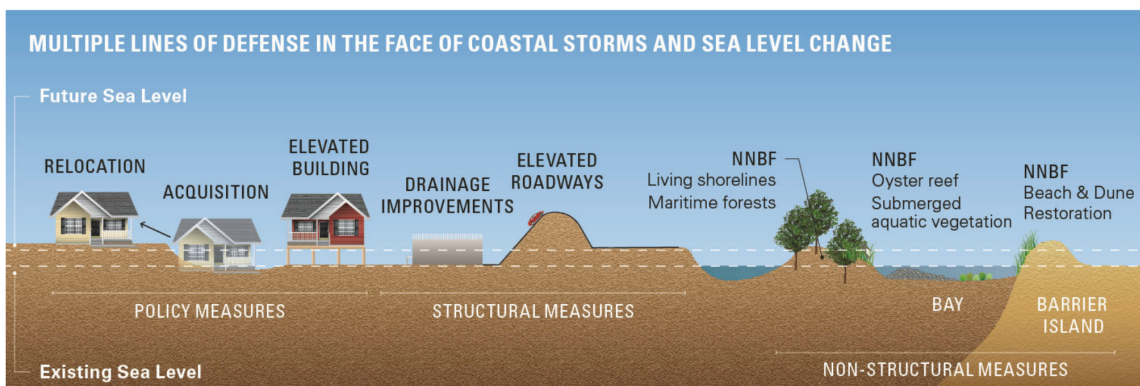 MULTIPLE LINES OF DEFENSE IN THE FACE OF COASTAL STORMS AND SEA LEVEL CHANGE
Future Sea Level
RELOCATION
ACQUISITION
ELEVATED
BUILDING
DRAINAGE
IMPROVEMENTS
ELEVATED
ROADWAYS
NNBF
Living shorelines
Maritime forests
NNBF
Oyster reef
Submerged
aquatic vegetation
NNBF
Beach & Dune
Restoration
POLICY MEASURES
STRUCTURAL MEASURES
BAY
BARRIER
ISLAND
NON-STRUCTURAL MEASURES
Existing Sea Level